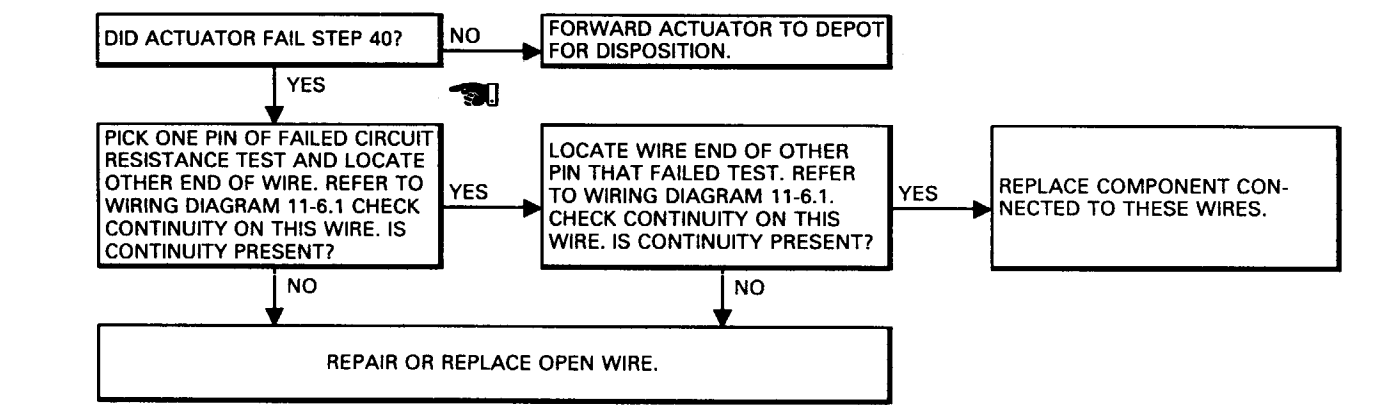 DID ACTUATOR FAIL STEP 40?
NO
FORWARD ACTUATOR TO DEPOT
FOR DISPOSITION.
YES
PICK ONE PIN OF FAILED CIRCUIT
RESISTANCE TEST AND LOCATE
OTHER END OF WIRE. REFER TO
WIRING DIAGRAM 11-6.1 CHECK
CONTINUITY ON THIS WIRE. IS
CONTINUITY PRESENT?
YES
LOCATE WIRE END OF OTHER
PIN THAT FAILED TEST. REFER
TO WIRING DIAGRAM 11-6.1.
CHECK CONTINUITY ON THIS
WIRE. IS CONTINUITY PRESENT?
YES
REPLACE COMPONENT CON-
NECTED TO THESE WIRES.
NO
NO
REPAIR OR REPLACE OPEN WIRE.